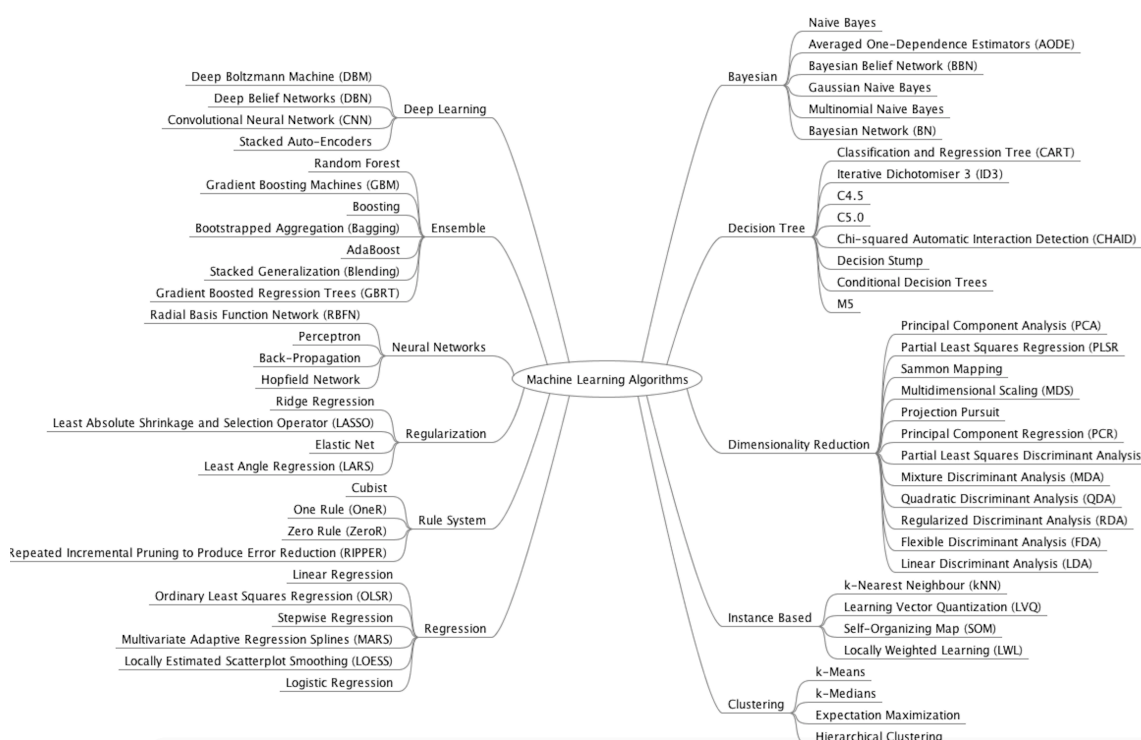 Machine Learning Algorithms
Deep Learning
Deep Boltzmann Machine (DBM)
Deep Belief Networks (DBN)
Convolutional Neural Network (CNN)
Stacked Auto-Encoders
Ensemble
Random Forest
Gradient Boosting Machines (GBM)
Boosting
Bootstrapped Aggregation (Bagging)
AdaBoost
Stacked Generalization (Blending)
Gradient Boosted Regression Trees (GBRT)
Neural Networks
Radial Basis Function Network (RBFN)
Perceptron
Back-Propagation
Hopfield Network
Regularization
Ridge Regression
Least Absolute Shrinkage and Selection Operator (LASSO)
Elastic Net
Least Angle Regression (LARS)
Rule System
Cubist
One Rule (OneR)
Zero Rule (ZeroR)
Repeated Incremental Pruning to Produce Error Reduction (RIPPER)
Regression
Linear Regression
Ordinary Least Squares Regression (OLSR)
Stepwise Regression
Multivariate Adaptive Regression Splines (MARS)
Locally Estimated Scatterplot Smoothing (LOESS)
Logistic Regression
Bayesian
Naive Bayes
Averaged One-Dependence Estimators (AODE)
Bayesian Belief Network (BBN)
Gaussian Naive Bayes
Multinomial Naive Bayes
Bayesian Network (BN)
Decision Tree
Classification and Regression Tree (CART)
Iterative Dichotomiser 3 (ID3)
C4.5
C5.0
Chi-squared Automatic Interaction Detection (CHAID)
Decision Stump
Conditional Decision Trees
M5
Dimensionality Reduction
Principal Component Analysis (PCA)
Partial Least Squares Regression (PLSR
Sammon Mapping
Multidimensional Scaling (MDS)
Projection Pursuit
Principal Component Regression (PCR)
Partial Least Squares Discriminant Analysis
Mixture Discriminant Analysis (MDA)
Quadratic Discriminant Analysis (QDA)
Regularized Discriminant Analysis (RDA)
Flexible Discriminant Analysis (FDA)
Linear Discriminant Analysis (LDA)
Instance Based
k-Nearest Neighbour (kNN)
Learning Vector Quantization (LVQ)
Self-Organizing Map (SOM)
Locally Weighted Learning (LWL)
Clustering
k-Means
k-Medians
Expectation Maximization
Hierarchical Clustering